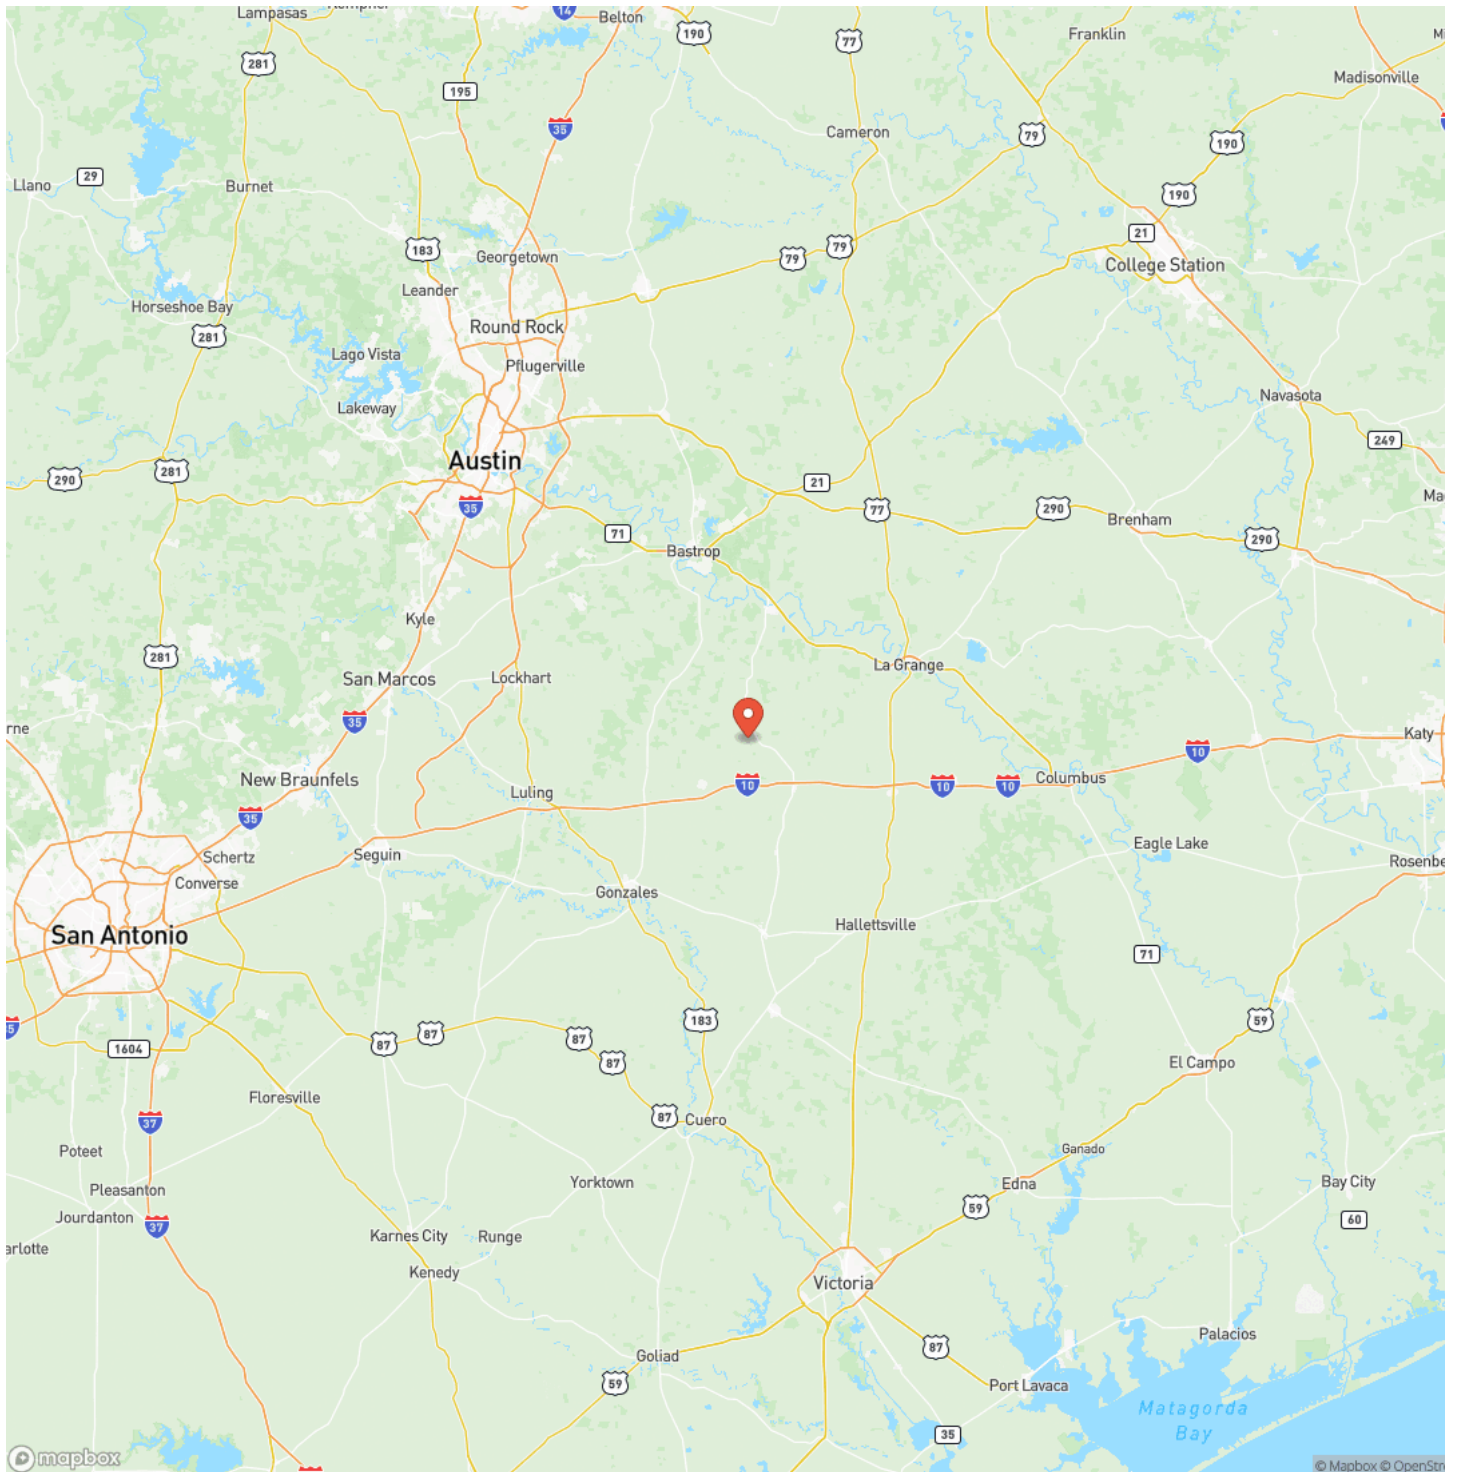 Lampasas
Kempner
14
Belton
190
77
Franklin
281
195
Madisonville
35
Cameron
79
190
Llano
29
Burnet
190
21
183
79
79
Georgetown
College Station
Leander
Horseshoe Bay
281
Round Rock
Lago Vista
Pflugerville
Lakeway
Navasota
249
Austin
290
281
21
35
77
290
Brenham
71
290
Bastrop
Kyle
281
La Grange
San Marcos
Lockhart
35
rne
Katy
10
New Braunfels
10
10
10
Columbus
Luling
35
Schertz
Seguin
Eagle Lake
Rosenbe
Converse
Gonzales
San Antonio
Hallettsville
71
183
59
87
87
87
1604
87
El Campo
Floresville
37
87
Cuero
Poteet
Ganado
Pleasanton
Yorktown
Edna
Bay City
Jourdanton
37
59
60
arlotte
Karnes City
Runge
Kenedy
Victoria
Palacios
87
Goliad
59
Port Lavaca
Matagorda
Bay
35
mapbox
© Mapbox © OpenStre